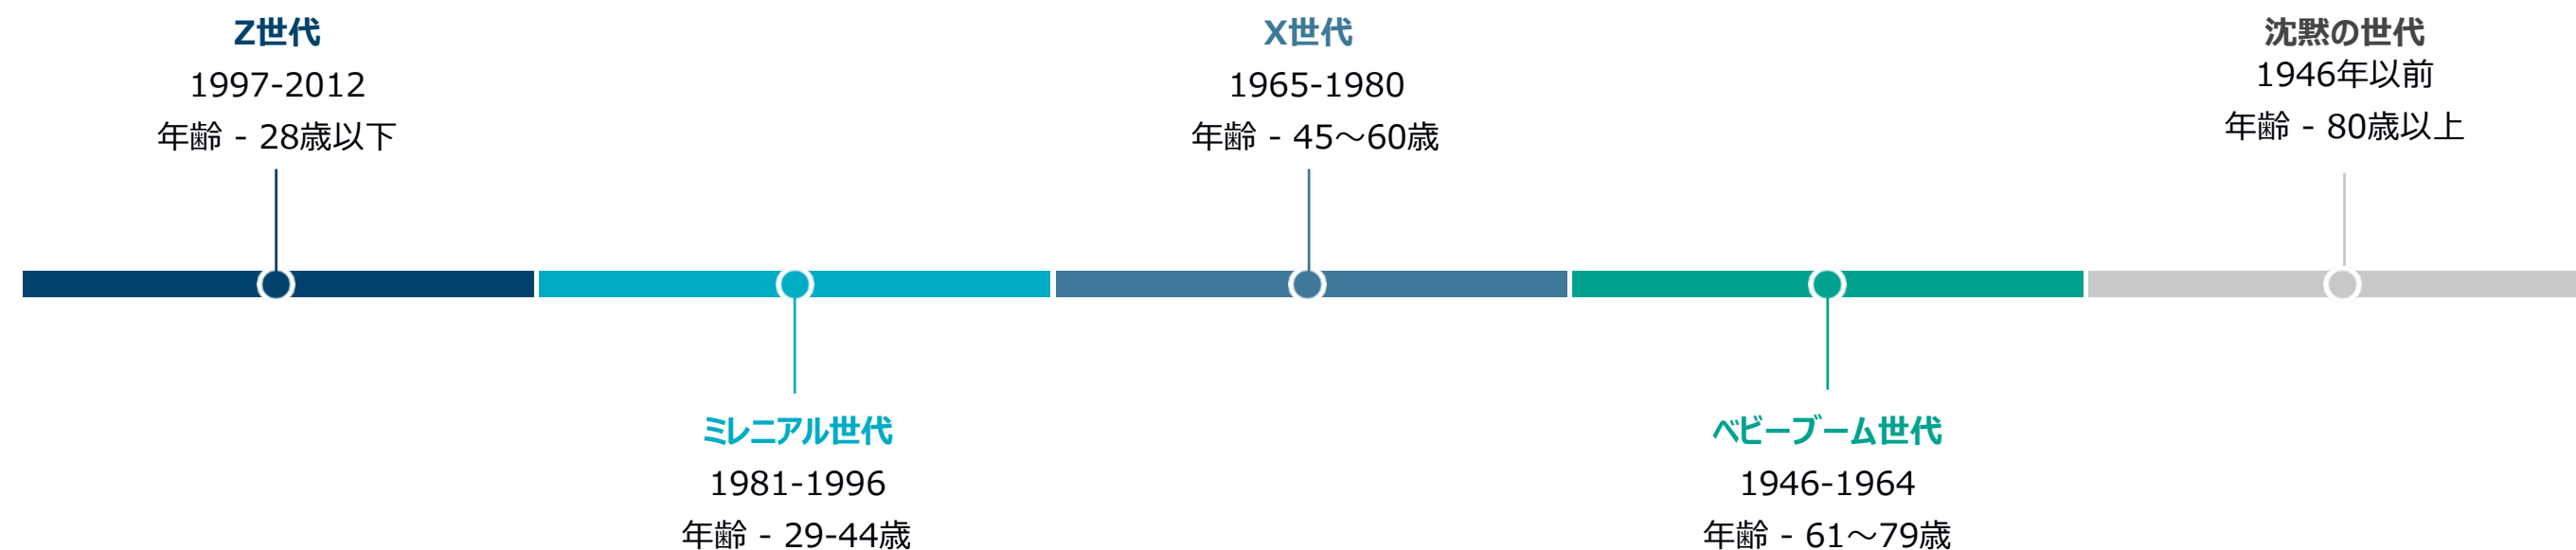 Z世代
1997-2012
年齢 - 28歳以下
ミレニアル世代
1981-1996
年齢 - 29-44歳
X世代
1965-1980
年齢 - 45～60歳
ベビーブーム世代
1946-1964
年齢 - 61～79歳
沈黙の世代
1946年以前
年齢 - 80歳以上